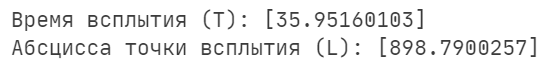 Время всплытия (T): [35.95160103]
Абсцисса точки всплытия (L): [898.7900257]